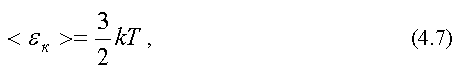 < ε_к >= 3/2 kT , (4.7)